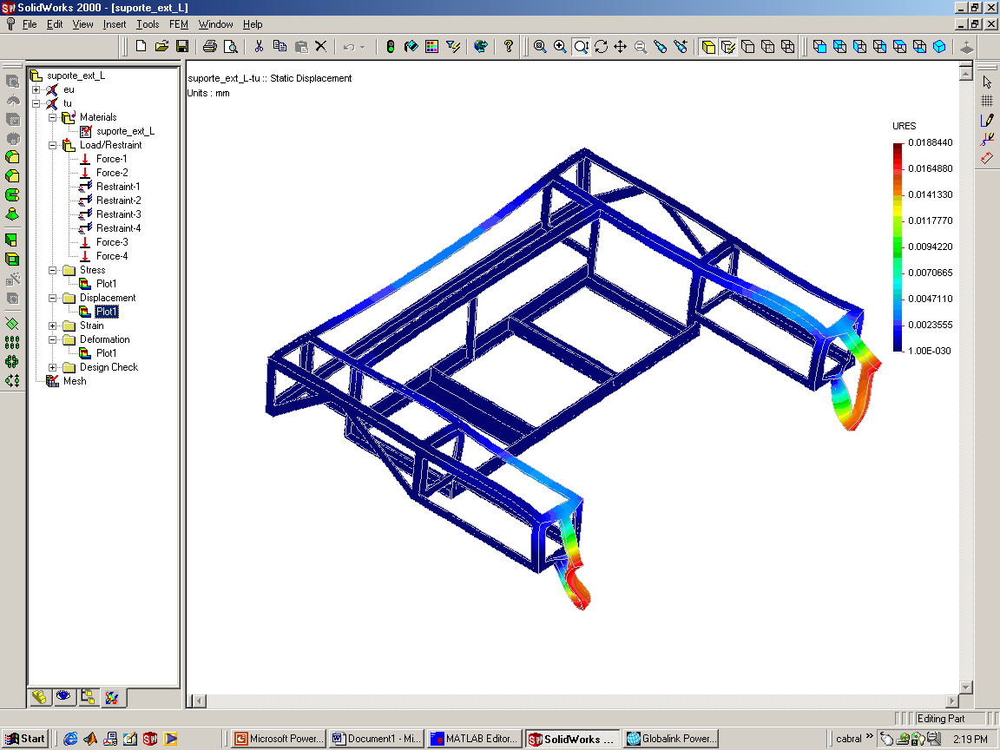 SolidWorks 2000 - [suporte_ext_L]
File Edit View Insert Tools FEM Window Help
suporte_ext_L
eu
tu
Materials
suporte_ext_L
Load/Restraint
Force-1
Force-2
Restraint-1
Restraint-2
Restraint-3
Restraint-4
Force-3
Force-4
Stress
Plot1
Displacement
Plot1
Strain
Deformation
Plot1
Design Check
Mesh
suporte_ext_L-tu :: Static Displacement
Units : mm
URES
0.0188440
0.0164880
0.0141330
0.0117770
0.0094220
0.0070665
0.0047110
0.0023555
1.00E-030
Editing Part
Start
Microsoft Power...
Document1 - Mi...
MATLAB Editor...
SolidWorks ...
Globalink Power...
cabral »
2:19 PM